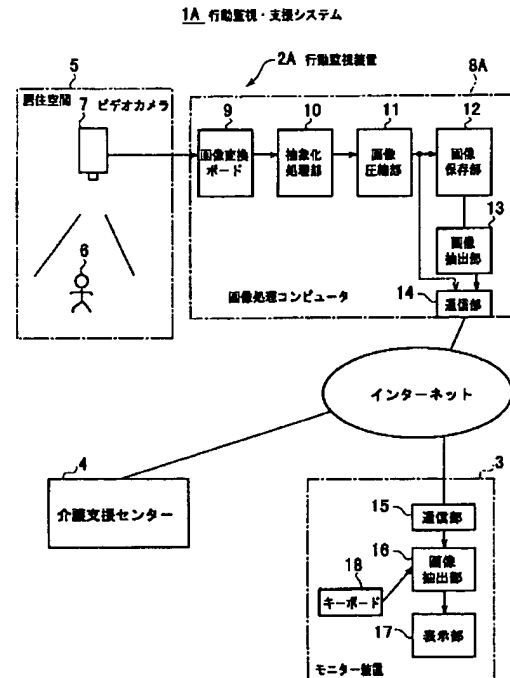 1A 行動監視・支援システム
2A 行動監視装置
5
8A
居住空間
7 ビデオカメラ
9
10
11
12
画像変換
ボード
抽象化
処理部
画像
圧縮部
画像
保存部
13
画像
抽出部
6
14
通信部
画像処理コンピュータ
インターネット
4
介護支援センター
3
15
通信部
16
画像
抽出部
18
キーボード
17
表示部
モニター装置